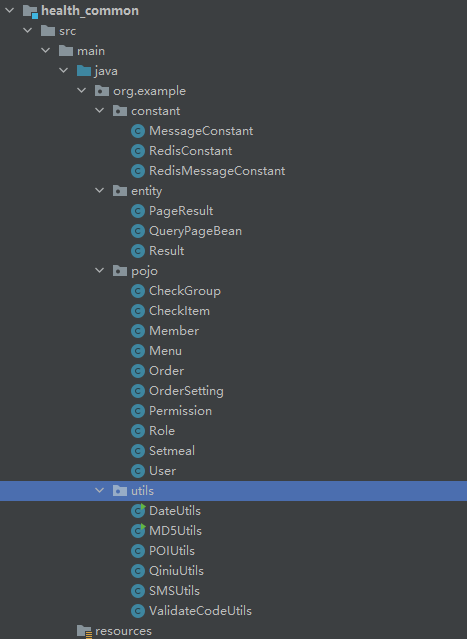 health_common
src
main
java
org.example
constant
MessageConstant
RedisConstant
RedisMessageConstant
entity
PageResult
QueryPageBean
Result
pojo
CheckGroup
CheckItem
Member
Menu
Order
OrderSetting
Permission
Role
Setmeal
User
utils
DateUtils
MD5Utils
POIUtils
QiniuUtils
SMSUtils
ValidateCodeUtils
resources